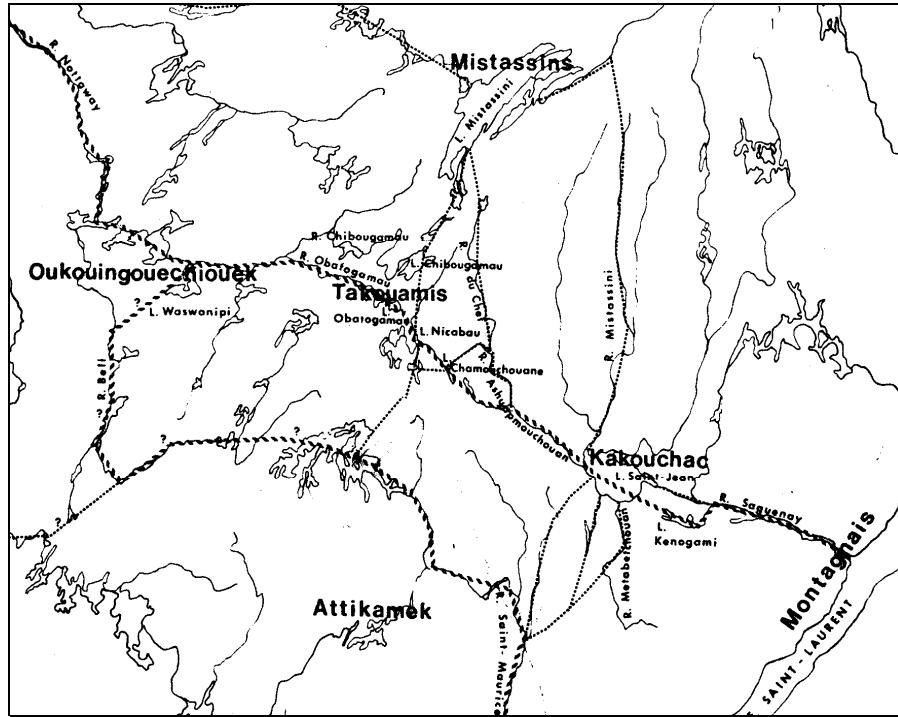 R. Nottaway
Mistassins
L. Mistassini
R. Chibougamau
R. Obatogamau
L. Chibougamau
R. du Chef
Oukouingouechiouek
Takouamis
?
L. Waswanipi
L. Obatogamau
L. Nicabau
R. Mistassini
R. Bell
L. Chamouchouane
R. Ashuapmouchouan
?
?
?
Kakouchac
L. Saint-Jean
?
R. Saguenay
L. Kenogami
R. Metabetchouan
Attikamek
R. Saint-Maurice
Montagnais
SAINT-LAURENT